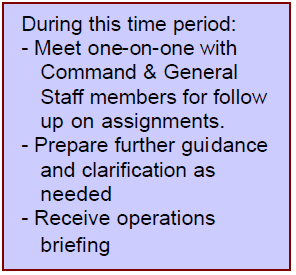 During this time period:
- Meet one-on-one with
Command & General
Staff members for follow
up on assignments.
- Prepare further guidance
and clarification as
needed
- Receive operations
briefing